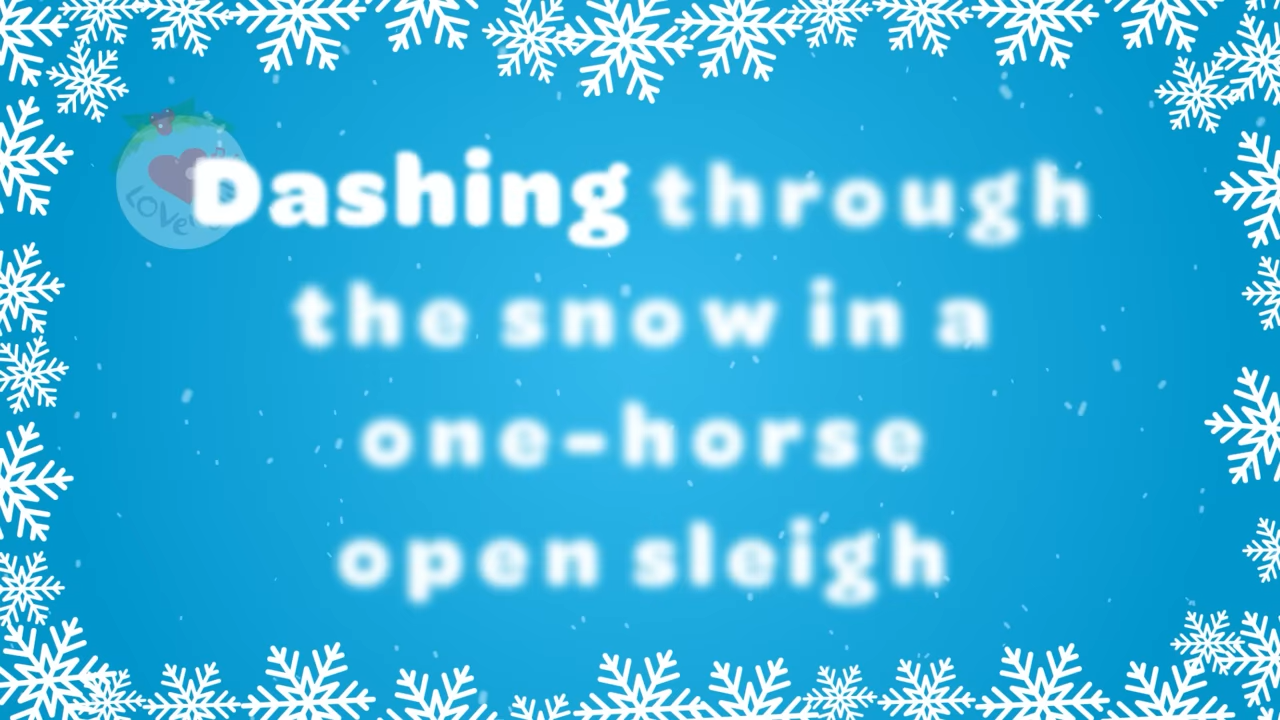 Dashing through
the snow in a
one-horse
open sleigh